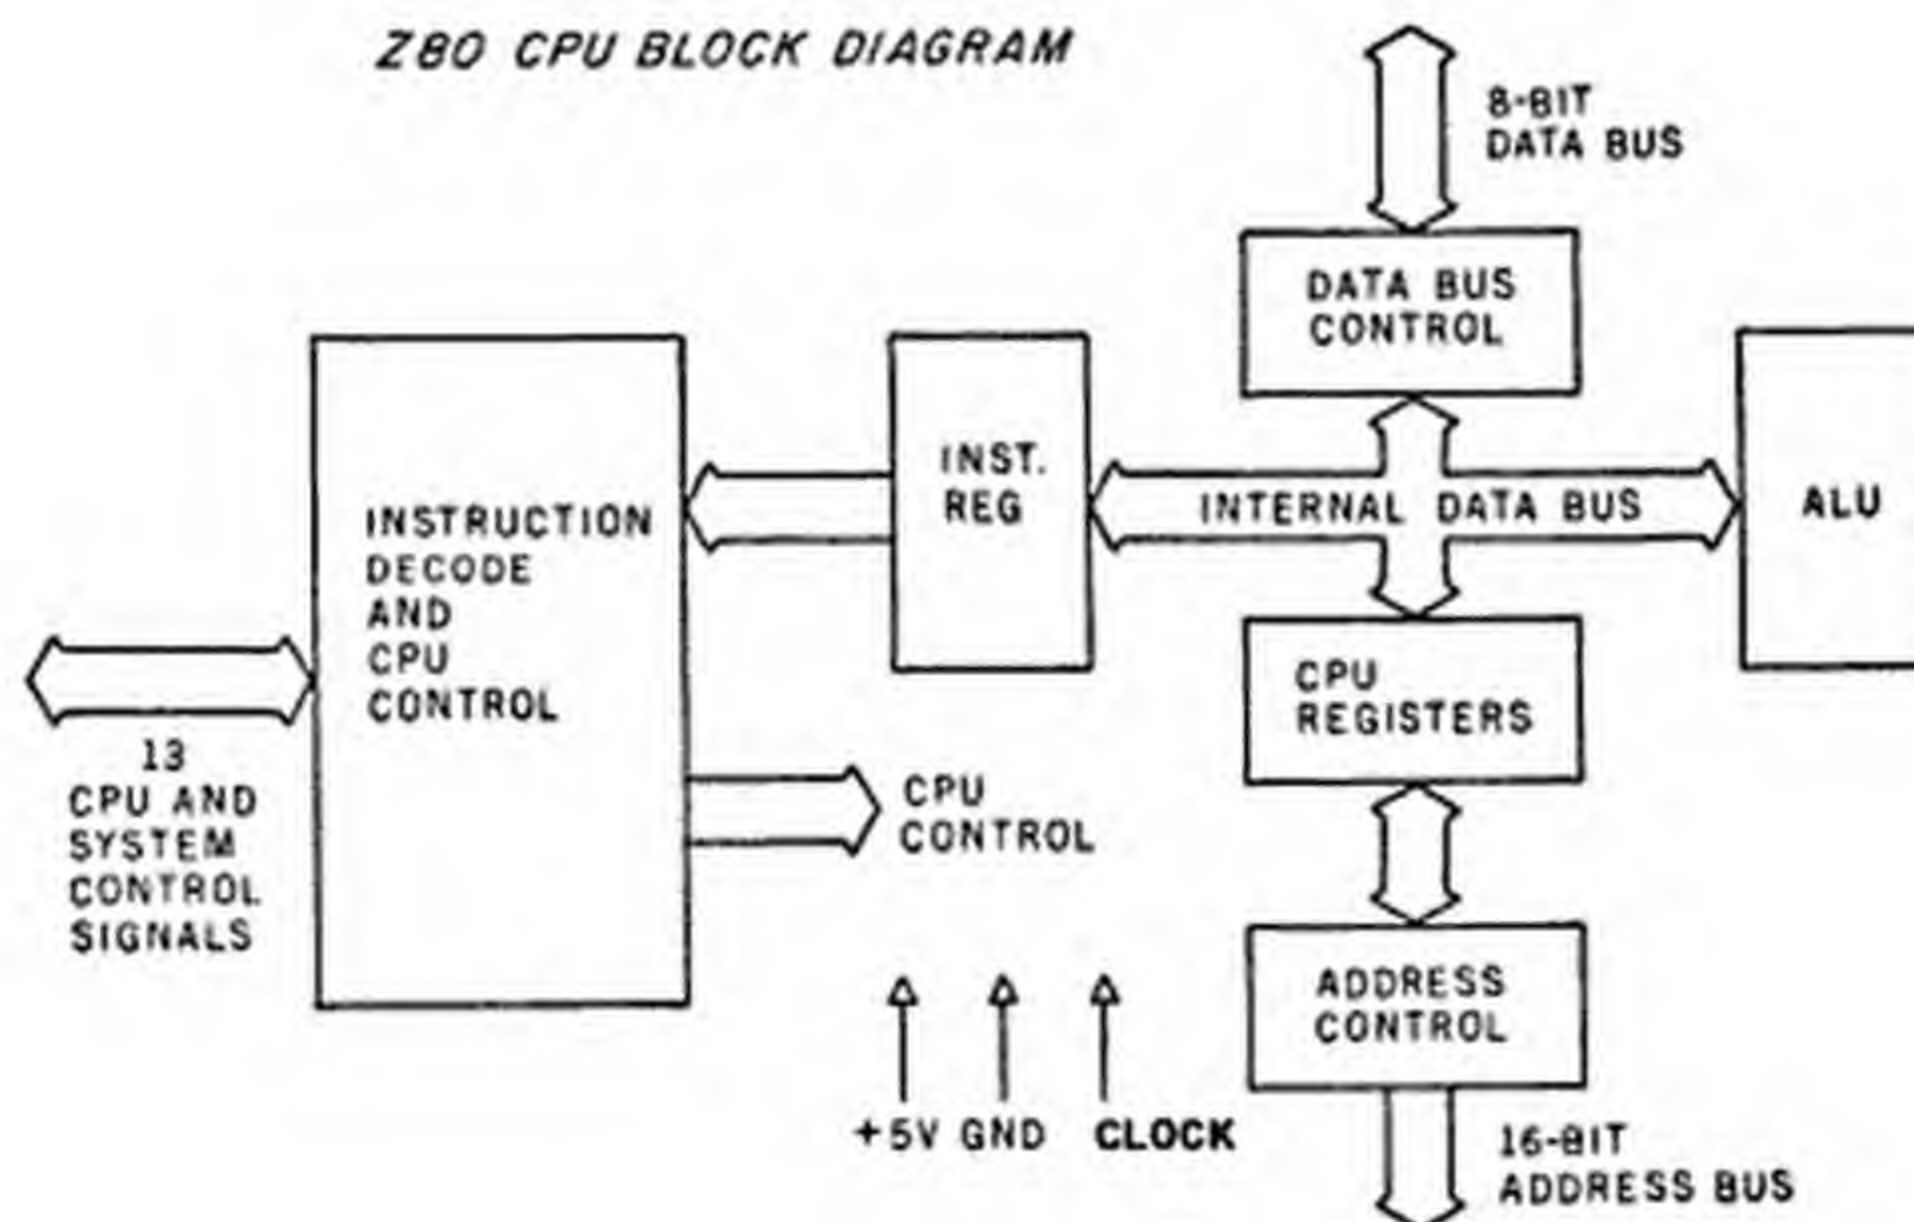 Z80 CPU BLOCK DIAGRAM
8-BIT
DATA BUS
DATA BUS
CONTROL
INST.
REG
INTERNAL DATA BUS
ALU
INSTRUCTION
DECODE
AND
CPU
CONTROL
CPU
REGISTERS
13
CPU AND
SYSTEM
CONTROL
SIGNALS
CPU
CONTROL
ADDRESS
CONTROL
+5V GND CLOCK
16-BIT
ADDRESS BUS